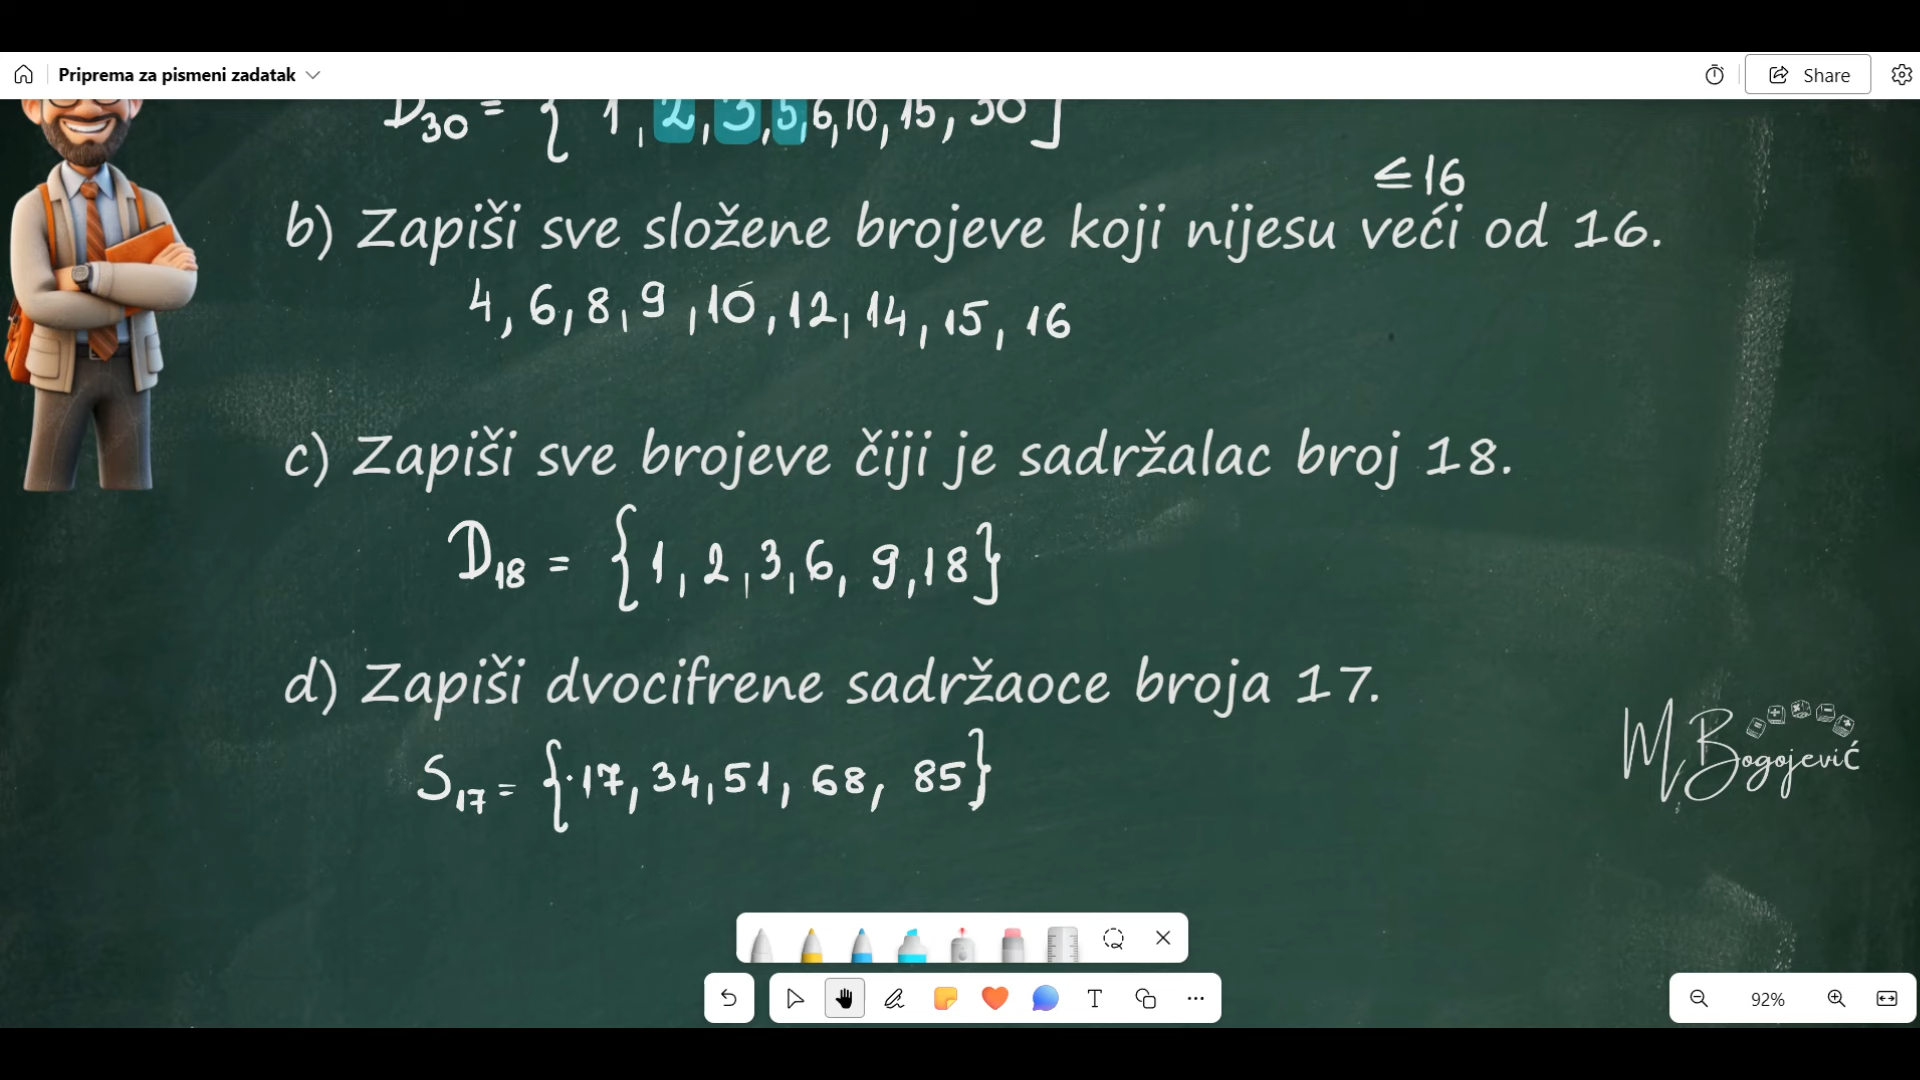 Priprema za pismeni zadatak
Share
D30 = { 1, 2, 3, 5, 6, 10, 15, 30 }
≤ 16
b) Zapiši sve složene brojeve koji nijesu veći od 16.
4, 6, 8, 9, 10, 12, 14, 15, 16
c) Zapiši sve brojeve čiji je sadržalac broj 18.
D18 = {1, 2, 3, 6, 9, 18}
d) Zapiši dvocifrene sadržaoce broja 17.
S17 = {17, 34, 51, 68, 85}
M, Bogojević
T
92%